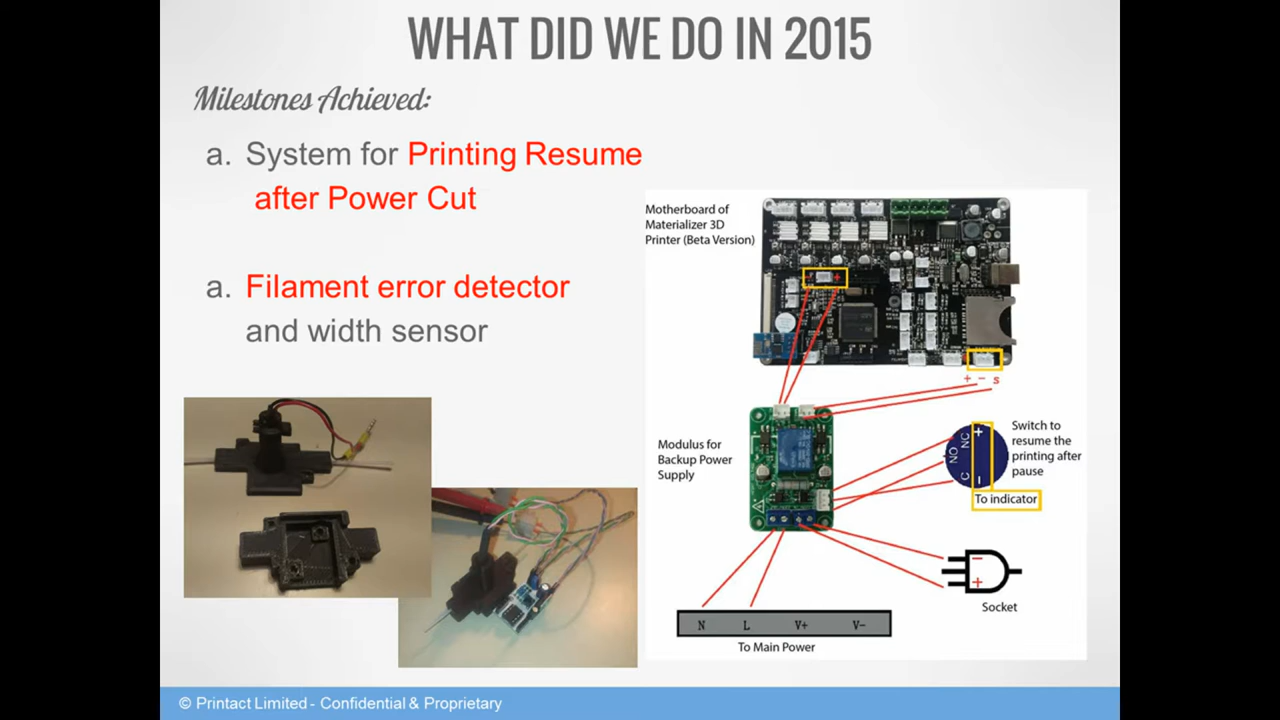 WHAT DID WE DO IN 2015
Milestones Achieved:
a. System for Printing Resume
after Power Cut
a. Filament error detector
and width sensor
Motherboard of
Materializer 3D
Printer (Beta Version)
- +
+ - s
Modulus for
Backup Power
Supply
+
NC
NO
C
-
Switch to
resume the
printing after
pause
To indicator
-
+
Socket
N L V+ V-
To Main Power
© Printact Limited - Confidential & Proprietary